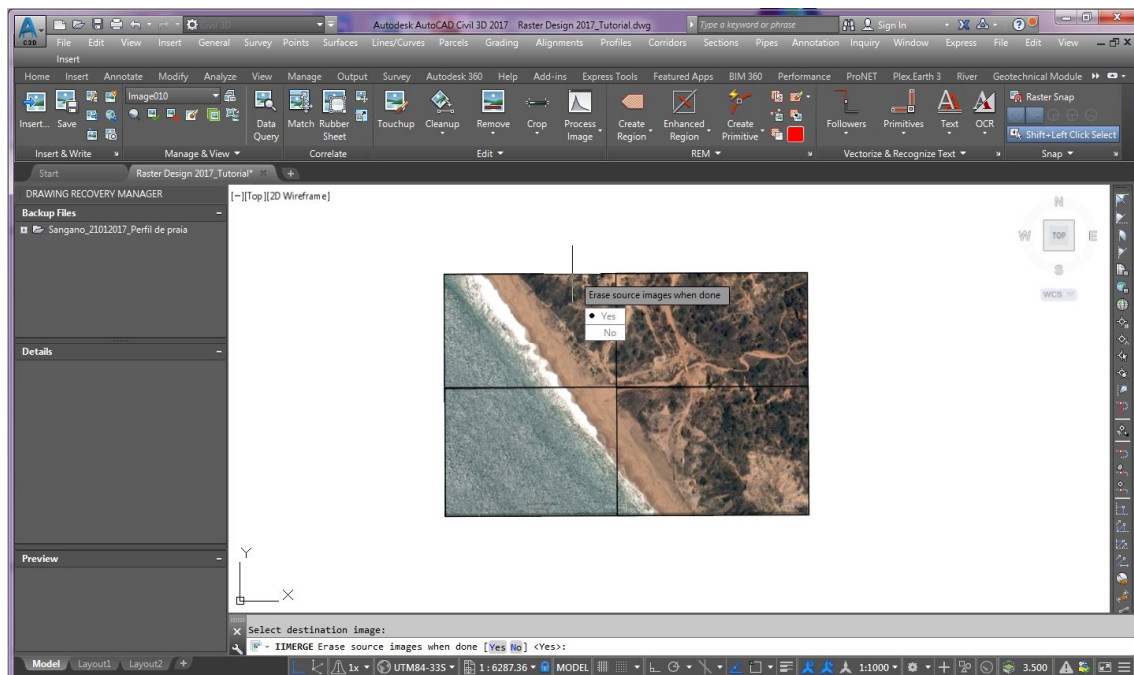 Civil 3D
Autodesk AutoCAD Civil 3D 2017 Raster Design 2017_Tutorial.dwg
Type a keyword or phrase
Sign In
C3D
File Edit View Insert General Survey Points Surfaces Lines/Curves Parcels Grading Alignments Profiles Corridors Sections Pipes Annotation Inquiry Window Express File Edit View
Insert
Home Insert Annotate Modify Analyze View Manage Output Survey Autodesk 360 Help Add-ins Express Tools Featured Apps BIM 360 Performance ProNET Plex.Earth 3 River Geotechnical Module
Image010
Raster Snap
Insert... Save Data Query Match Rubber Sheet Touchup Cleanup Remove Crop Process Image Create Region Enhanced Region Create Primitive Followers Primitives Text OCR
Shift+Left Click Select
Insert & Write Manage & View Correlate Edit REM Vectorize & Recognize Text Snap
Start Raster Design 2017_Tutorial*
DRAWING RECOVERY MANAGER
[−][Top][2D Wireframe]
Backup Files
Sangano_21012017_Perfil de praia
N
W TOP E
S
WCS
Erase source images when done
Yes
No
Details
Preview
Y
X
Select destination image:
IIMERGE Erase source images when done [Yes No] <Yes>:
Model Layout1 Layout2 +
1x UTM84-33S 1:6287.36 MODEL 1:1000 3.500